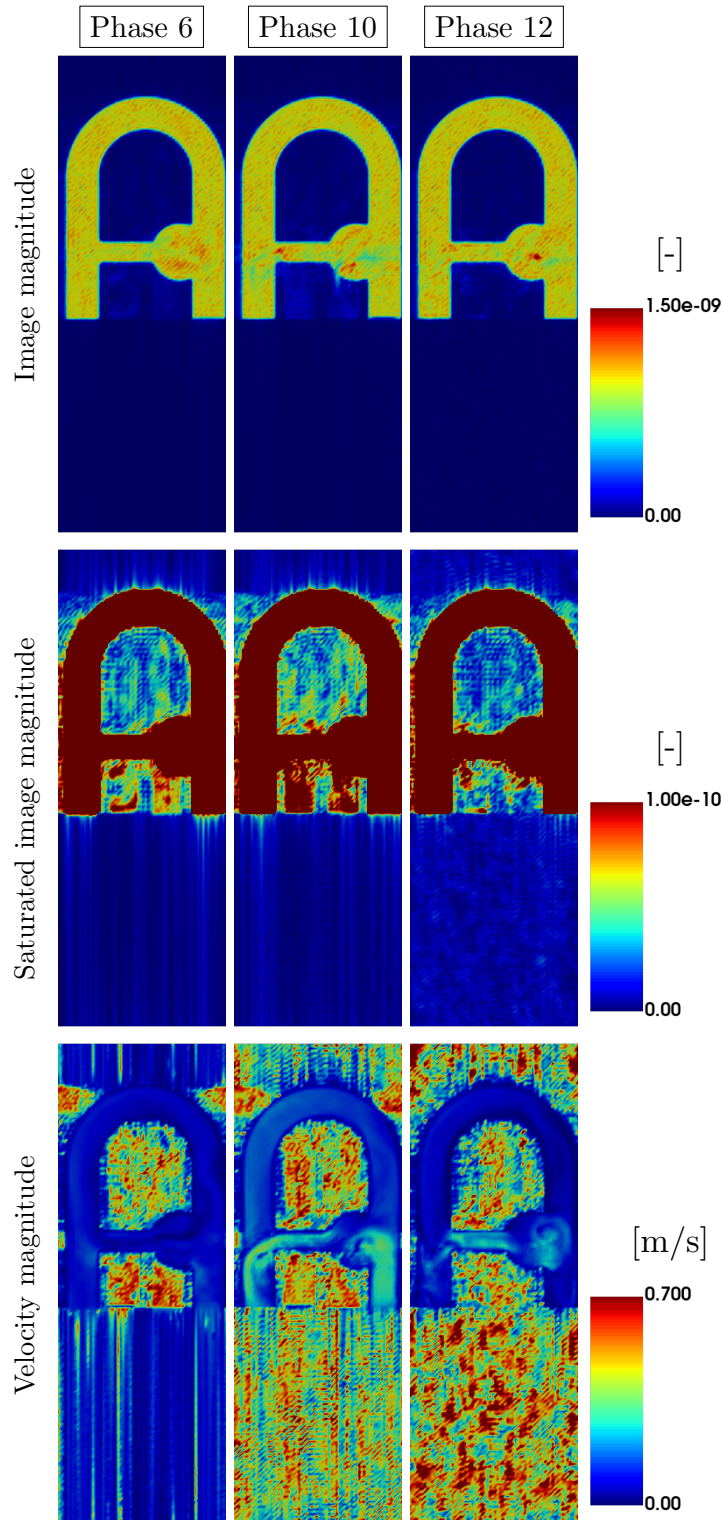 Phase 6
Phase 10
Phase 12
Image magnitude
[-]
1.50e-09
0.00
Saturated image magnitude
[-]
1.00e-10
0.00
Velocity magnitude
[m/s]
0.700
0.00